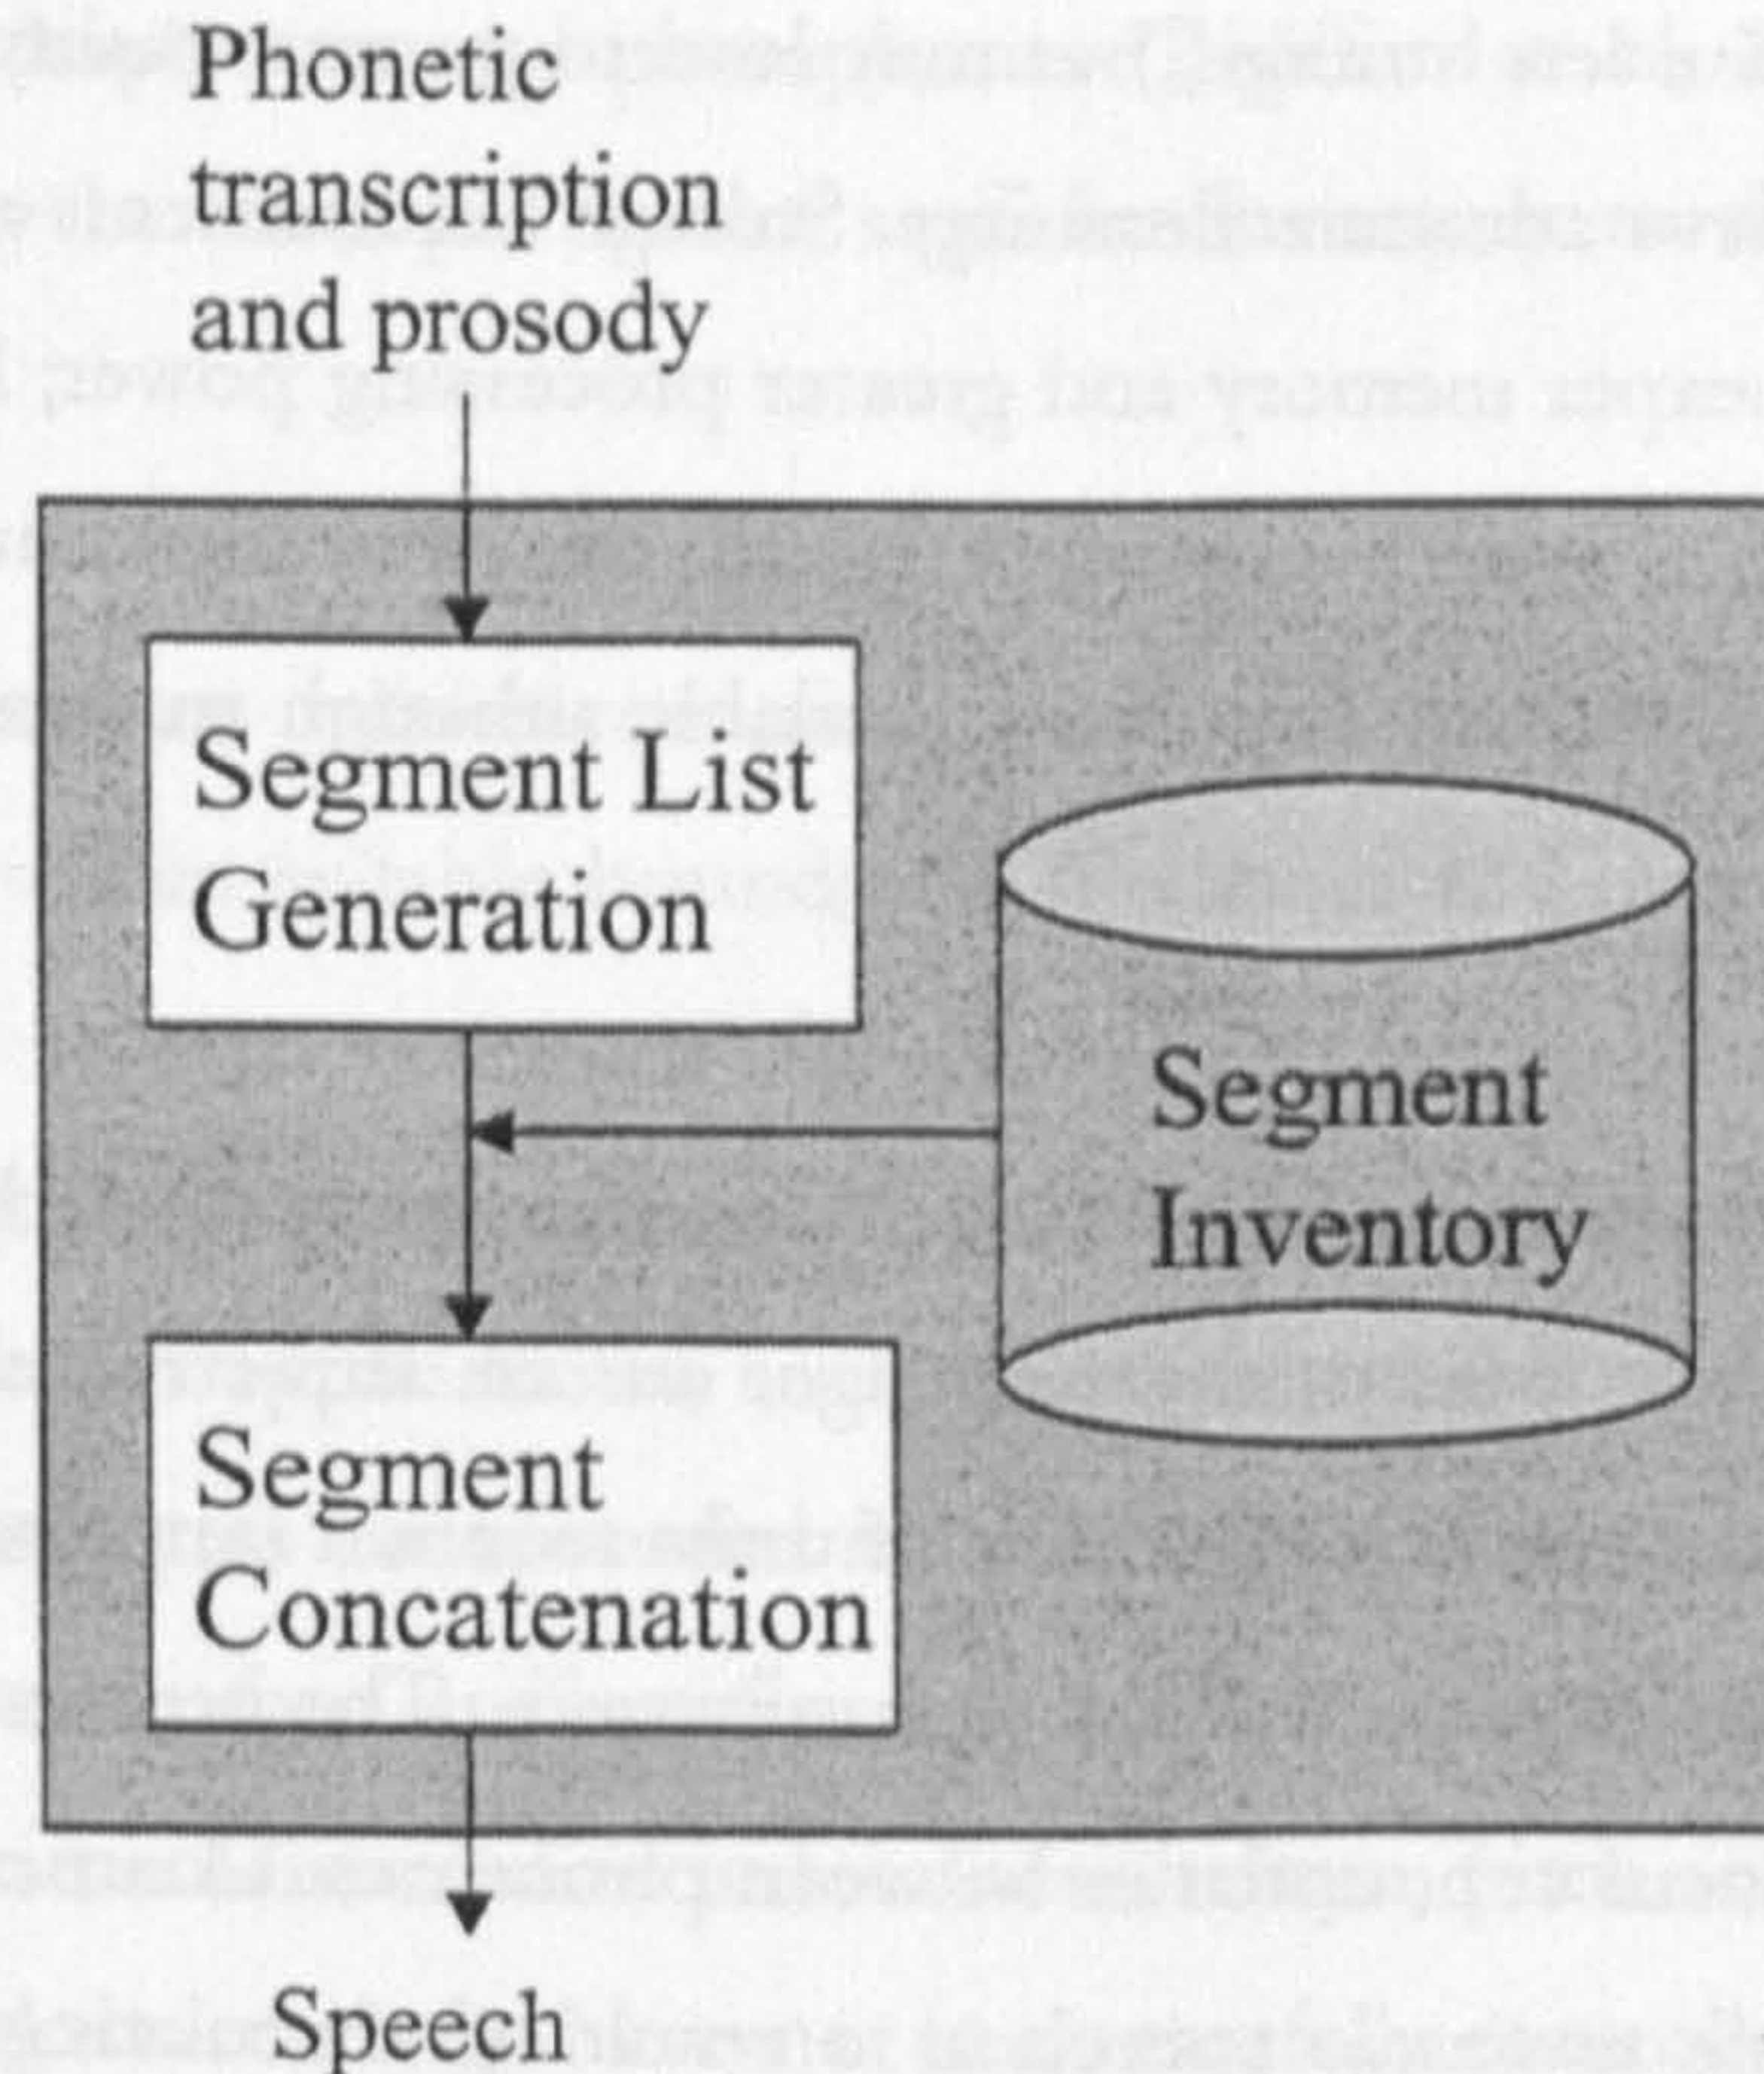 Phonetic
transcription
and prosody
Segment List
Generation
Segment
Inventory
Segment
Concatenation
Speech